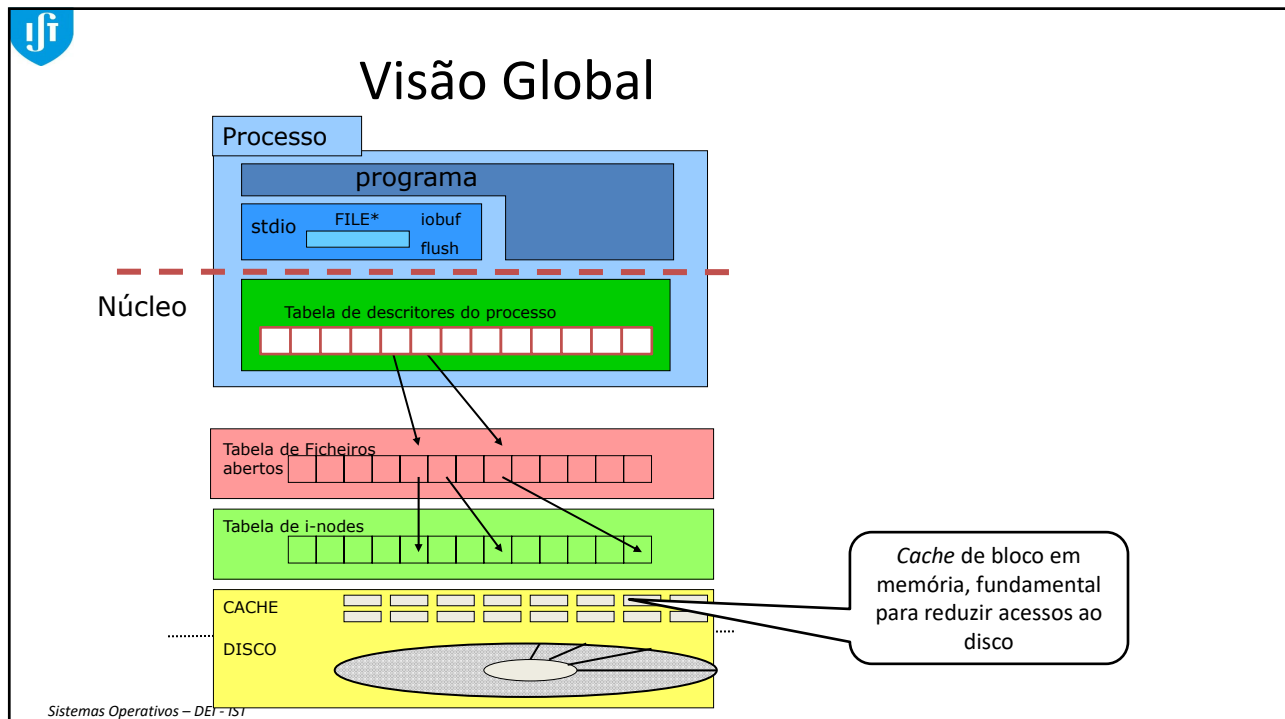 IST
Visão Global
Processo
programa
stdio
FILE*
iobuf
flush
Núcleo
Tabela de descritores do processo
Tabela de Ficheiros
abertos
Tabela de i-nodes
CACHE
DISCO
Cache de bloco em
memória, fundamental
para reduzir acessos ao
disco
Sistemas Operativos – DEI - IST